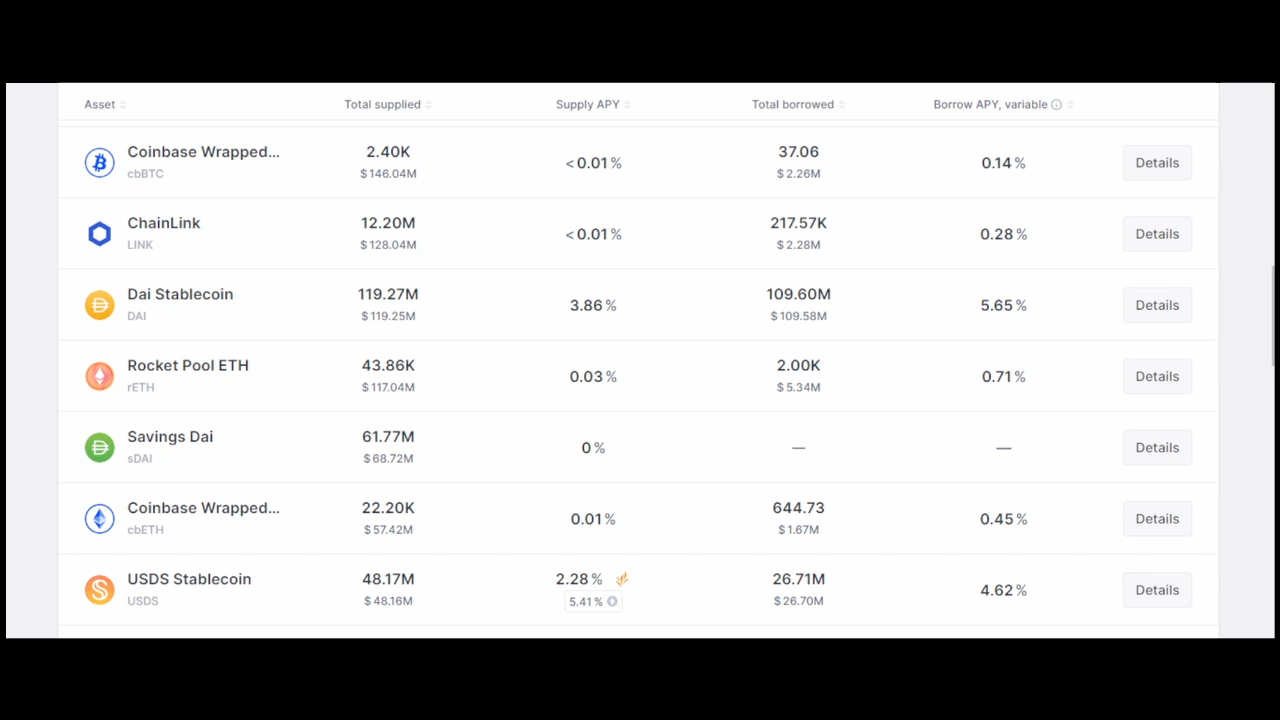 Asset Total supplied Supply APY Total borrowed Borrow APY, variable
Coinbase Wrapped... 2.40K <0.01% 37.06 0.14% Details
cbBTC $146.04M $2.26M
ChainLink 12.20M <0.01% 217.57K 0.28% Details
LINK $128.04M $2.28M
Dai Stablecoin 119.27M 3.86% 109.60M 5.65% Details
DAI $119.25M $109.58M
Rocket Pool ETH 43.86K 0.03% 2.00K 0.71% Details
rETH $117.04M $5.34M
Savings Dai 61.77M 0% — — Details
sDAI $68.72M
Coinbase Wrapped... 22.20K 0.01% 644.73 0.45% Details
cbETH $57.42M $1.67M
USDS Stablecoin 48.17M 2.28% 26.71M 4.62% Details
USDS $48.16M 5.41% $26.70M